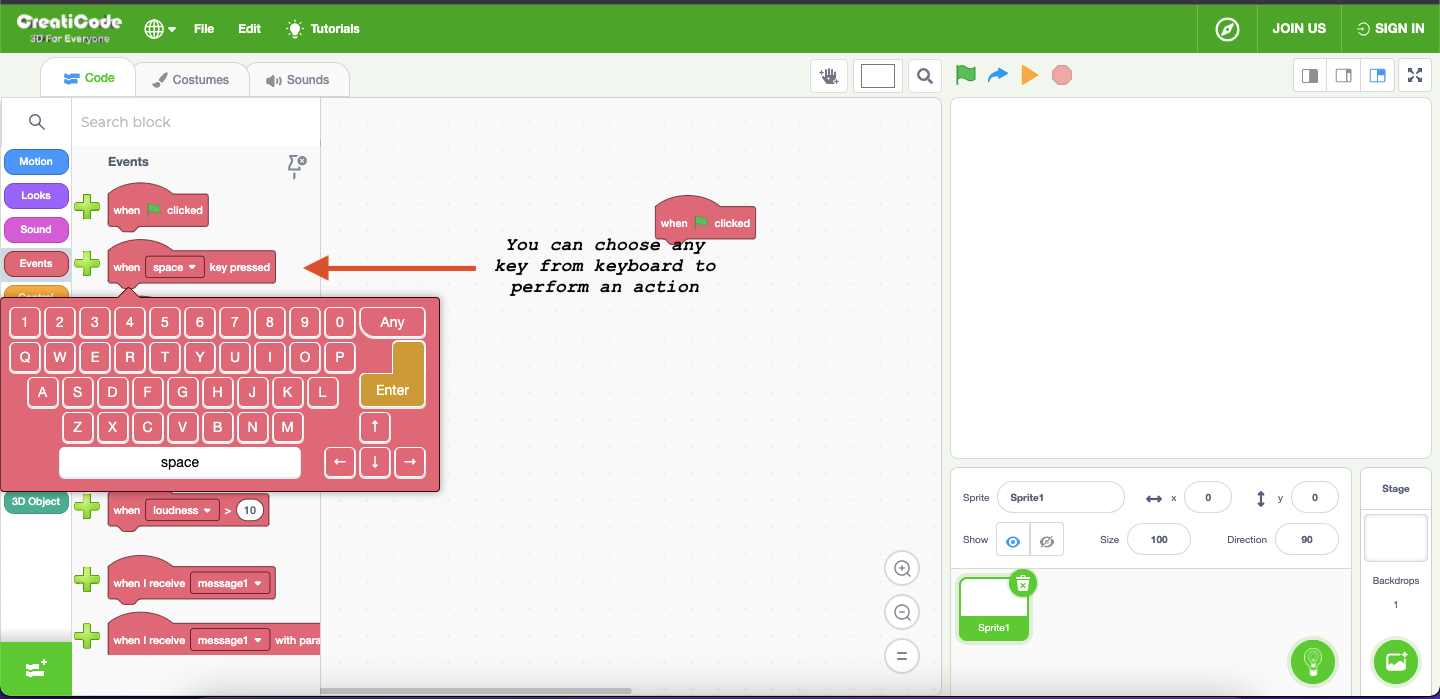 CreatiCode
3D For Everyone
File
Edit
Tutorials
JOIN US
SIGN IN
Code
Costumes
Sounds
Search block
Motion
Looks
Sound
Events
Control
3D Object
Events
when clicked
when space key pressed
1 2 3 4 5 6 7 8 9 0 Any
Q W E R T Y U I O P
A S D F G H J K L Enter
Z X C V B N M ↑
space ← ↓ →
when loudness > 10
when I receive message1
when I receive message1 with para
when clicked
You can choose any
key from keyboard to
perform an action
Sprite Sprite1 x 0 y 0
Show Size 100 Direction 90
Sprite1
Stage
Backdrops
1